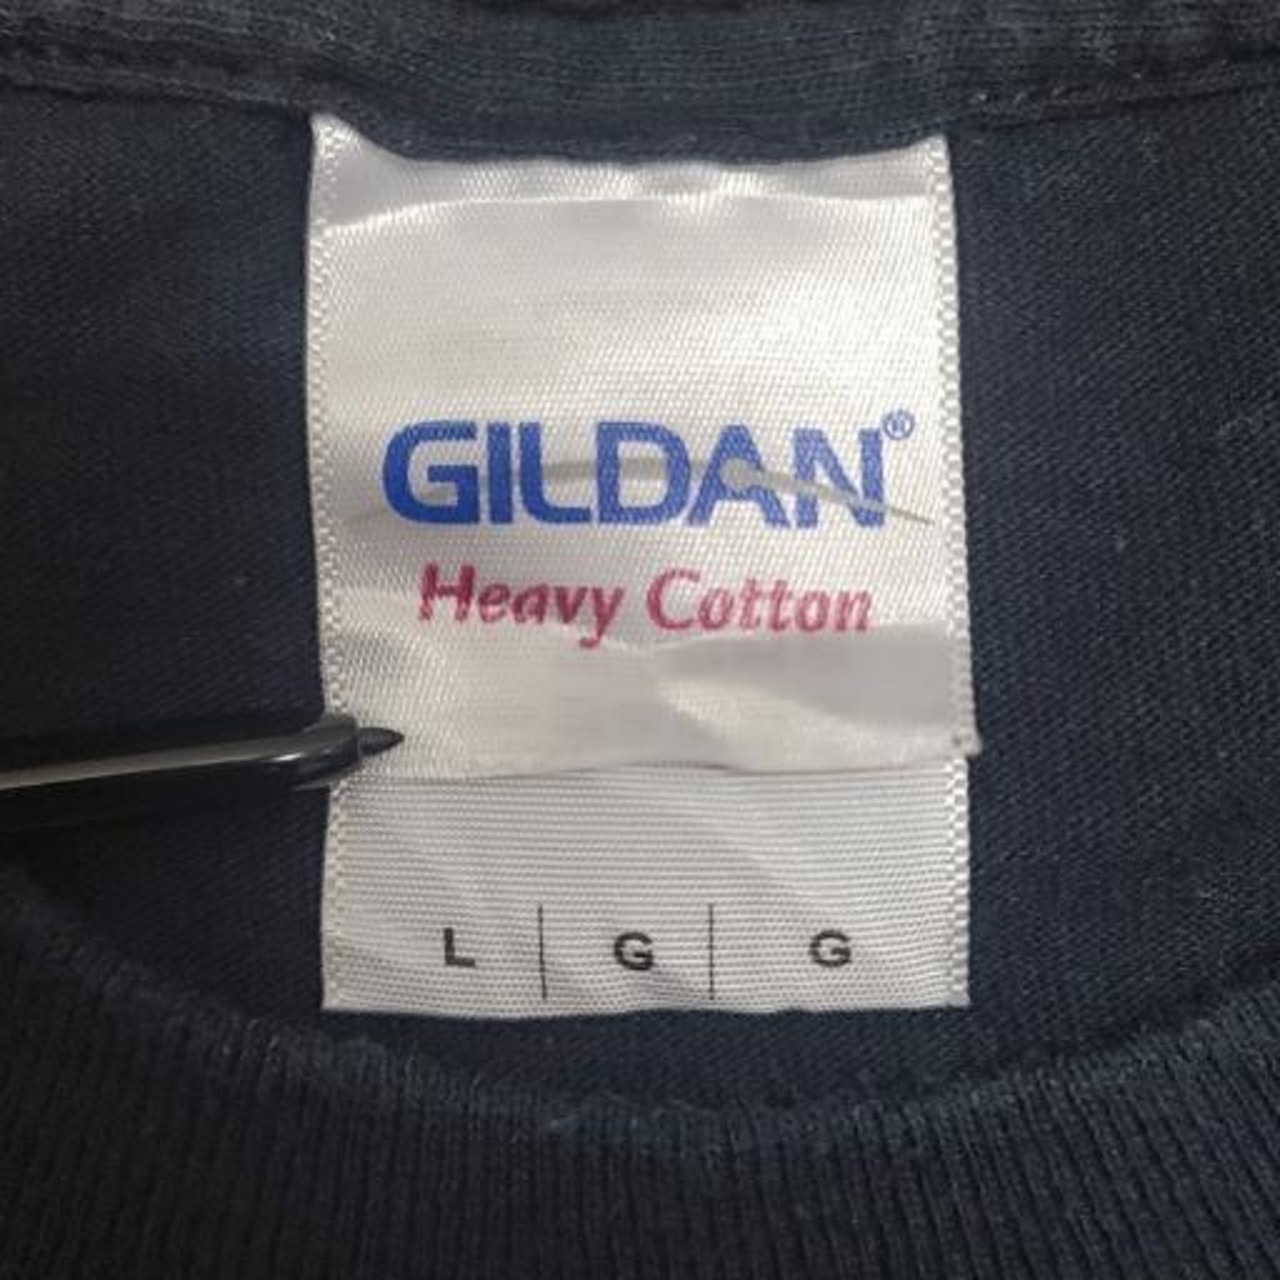 GILDAN®
Heavy Cotton
L | G | G